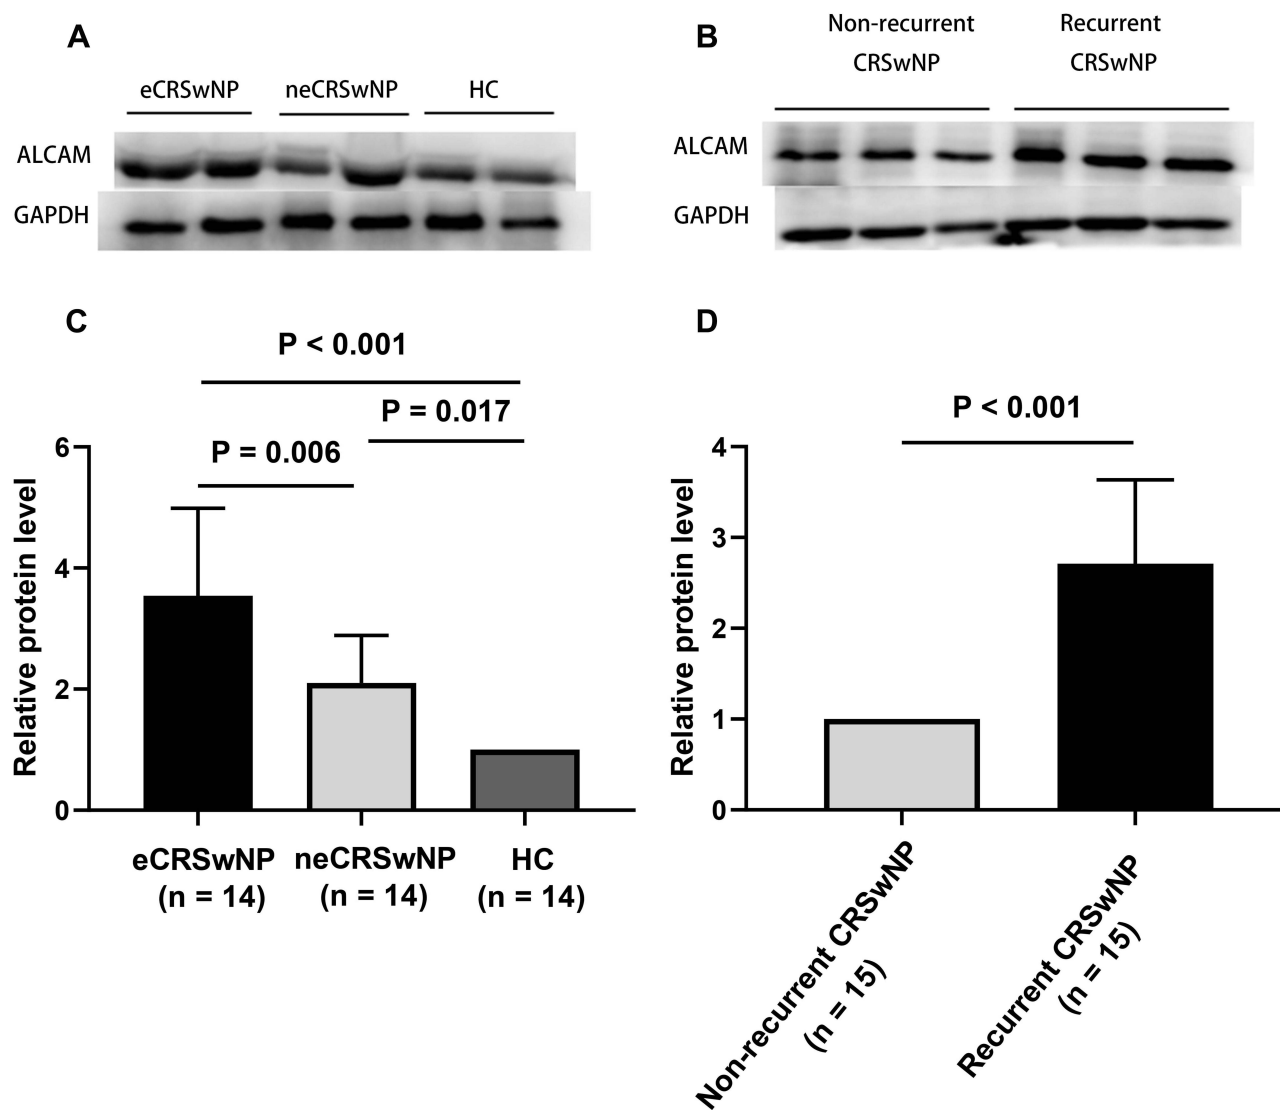 A
eCRSwNP neCRSwNP HC
ALCAM
GAPDH
B
Non-recurrent
CRSwNP
Recurrent
CRSwNP
ALCAM
GAPDH
C
P < 0.001
P = 0.017
P = 0.006
Relative protein level
6
4
2
0
eCRSwNP
(n = 14)
neCRSwNP
(n = 14)
HC
(n = 14)
D
P < 0.001
Relative protein level
4
3
2
1
0
Non-recurrent CRSwNP
(n = 15)
Recurrent CRSwNP
(n = 15)